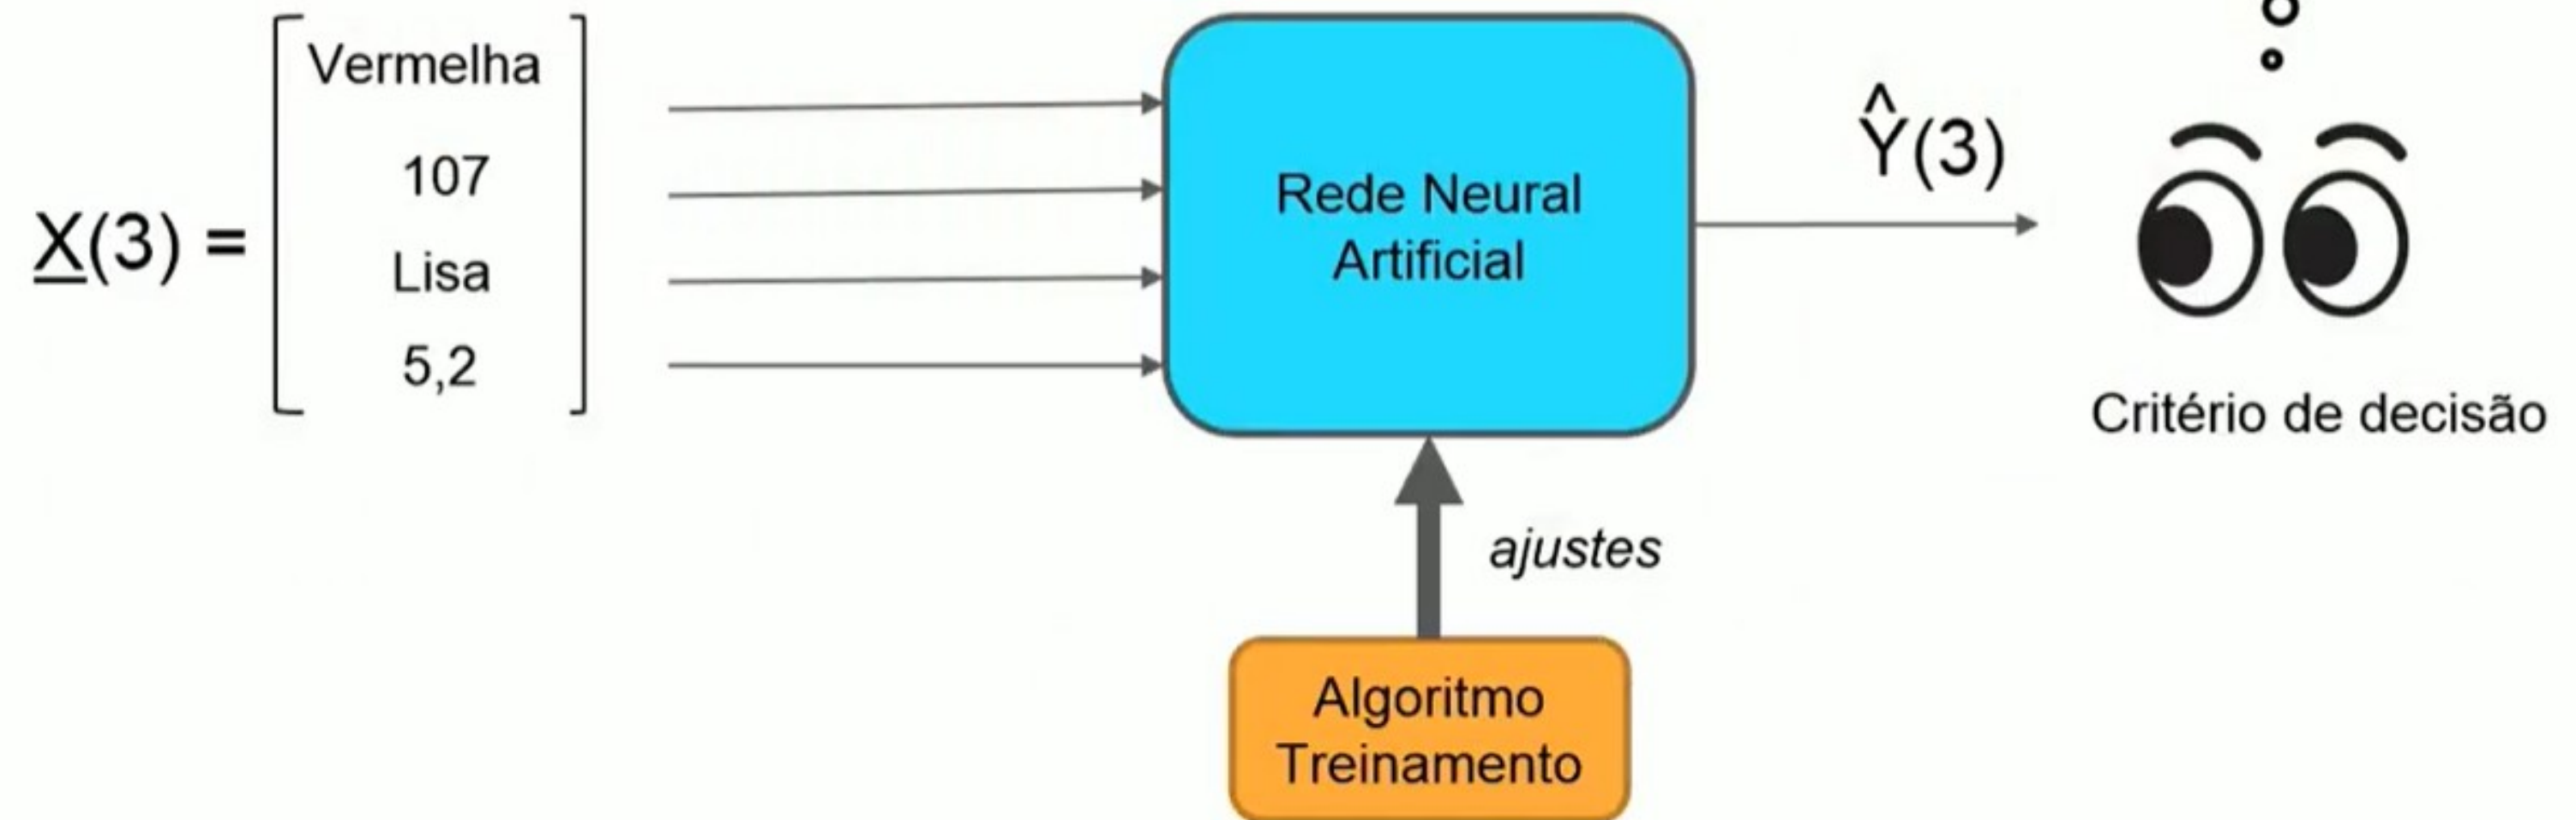 X(3) =
Vermelha
107
Lisa
5,2
Rede Neural
Artificial
Ŷ(3)
Critério de decisão
ajustes
Algoritmo
Treinamento